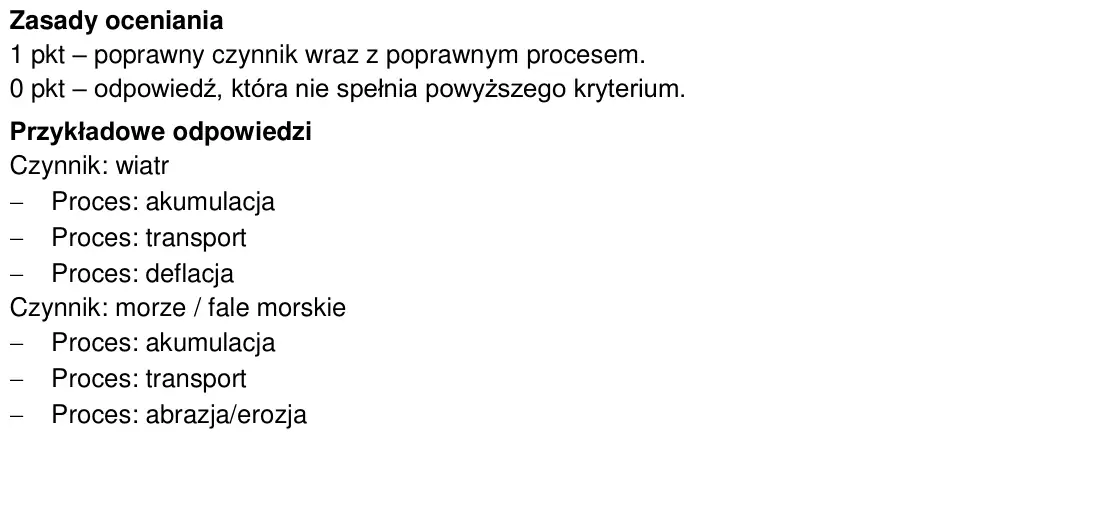 Zasady oceniania
1 pkt – poprawny czynnik wraz z poprawnym procesem.
0 pkt – odpowiedź, która nie spełnia powyższego kryterium.
Przykładowe odpowiedzi
Czynnik: wiatr
– Proces: akumulacja
– Proces: transport
– Proces: deflacja
Czynnik: morze / fale morskie
– Proces: akumulacja
– Proces: transport
– Proces: abrazja/erozja